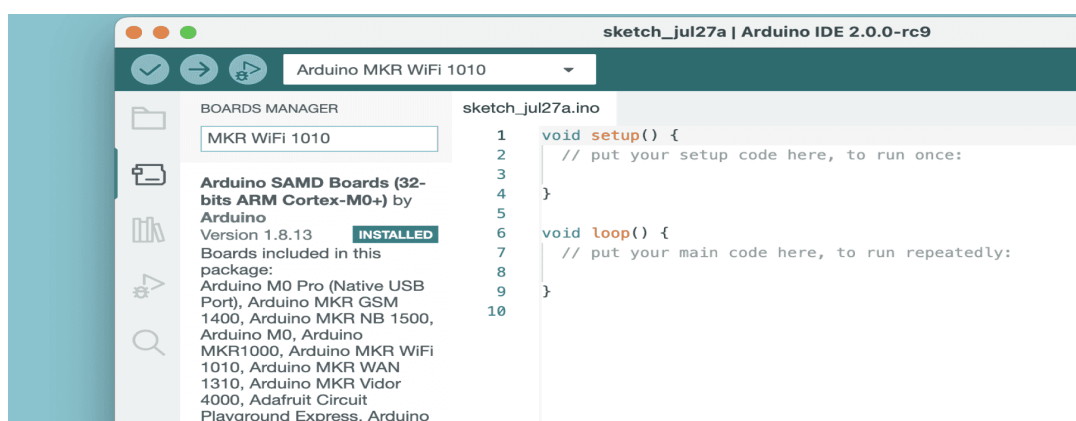 sketch_jul27a | Arduino IDE 2.0.0-rc9
Arduino MKR WiFi 1010
BOARDS MANAGER
MKR WiFi 1010
Arduino SAMD Boards (32-
bits ARM Cortex-M0+) by
Arduino
Version 1.8.13 INSTALLED
Boards included in this
package:
Arduino M0 Pro (Native USB
Port), Arduino MKR GSM
1400, Arduino MKR NB 1500,
Arduino M0, Arduino
MKR1000, Arduino MKR WiFi
1010, Arduino MKR WAN
1310, Arduino MKR Vidor
4000, Adafruit Circuit
Playground Express, Arduino
sketch_jul27a.ino
1 void setup() {
2 // put your setup code here, to run once:
3
4 }
5
6 void loop() {
7 // put your main code here, to run repeatedly:
8
9 }
10